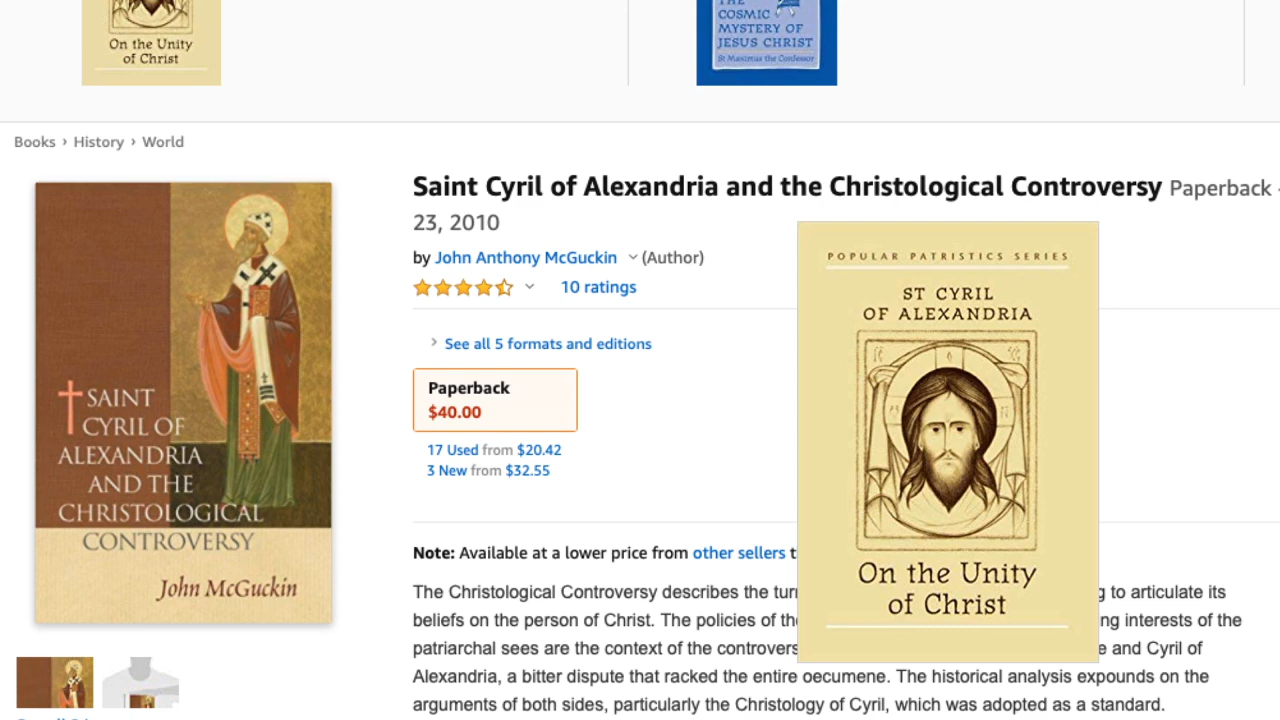 On the Unity
of Christ
THE
COSMIC
MYSTERY OF
JESUS CHRIST
St Maximus the Confessor
Books › History › World
Saint Cyril of Alexandria and the Christological Controversy Paperback -
23, 2010
by John Anthony McGuckin (Author)
10 ratings
See all 5 formats and editions
Paperback
$40.00
17 Used from $20.42
3 New from $32.55
Note: Available at a lower price from other sellers t
The Christological Controversy describes the tur
g to articulate its
beliefs on the person of Christ. The policies of th
ng interests of the
patriarchal sees are the context of the controvers
e and Cyril of
Alexandria, a bitter dispute that racked the entire oecumene. The historical analysis expounds on the
arguments of both sides, particularly the Christology of Cyril, which was adopted as a standard.
SAINT
CYRIL OF
ALEXANDRIA
AND THE
CHRISTOLOGICAL
CONTROVERSY
John McGuckin
POPULAR PATRISTICS SERIES
ST CYRIL
OF ALEXANDRIA
On the Unity
of Christ